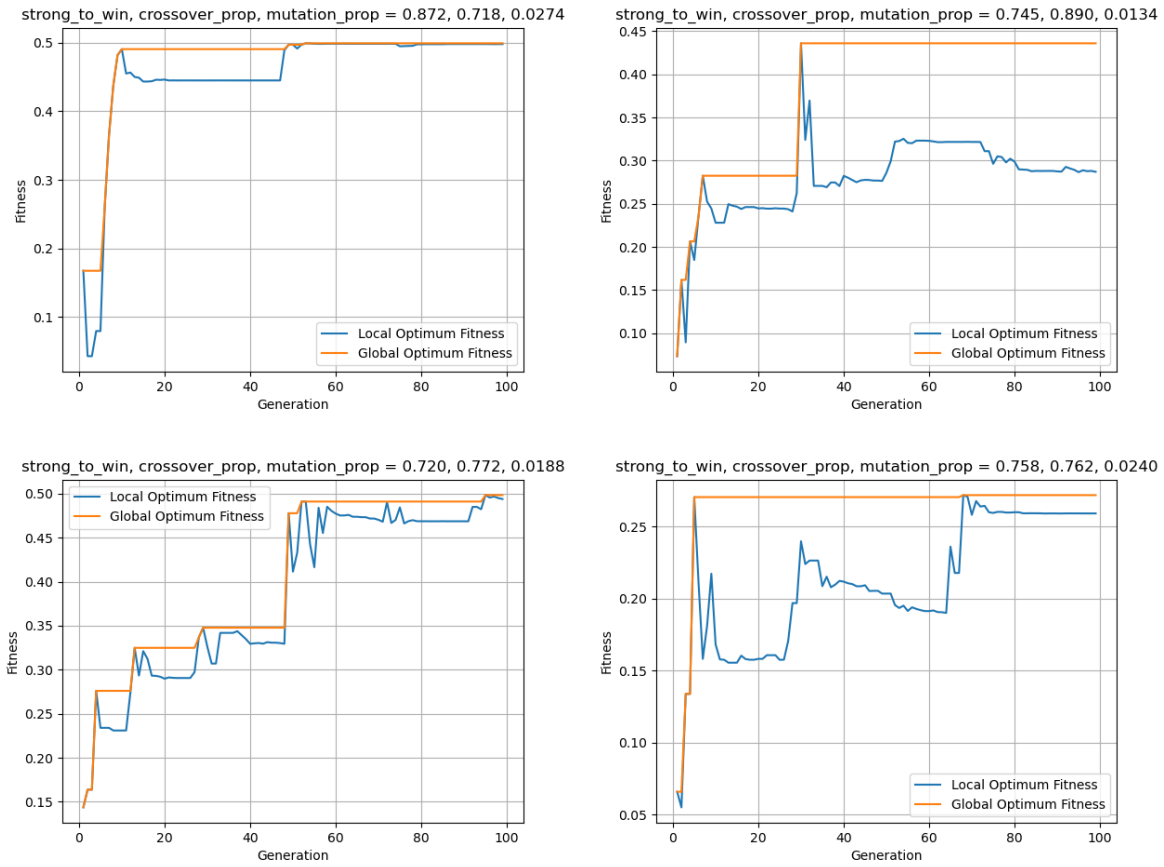 strong_to_win, crossover_prop, mutation_prop = 0.872, 0.718, 0.0274
0.5
0.4
0.3
0.2
0.1
Fitness
Local Optimum Fitness
Global Optimum Fitness
0 20 40 60 80 100
Generation
strong_to_win, crossover_prop, mutation_prop = 0.745, 0.890, 0.0134
0.45
0.40
0.35
0.30
0.25
0.20
0.15
0.10
Fitness
Local Optimum Fitness
Global Optimum Fitness
0 20 40 60 80 100
Generation
strong_to_win, crossover_prop, mutation_prop = 0.720, 0.772, 0.0188
Local Optimum Fitness
Global Optimum Fitness
0.50
0.45
0.40
0.35
0.30
0.25
0.20
0.15
Fitness
0 20 40 60 80 100
Generation
strong_to_win, crossover_prop, mutation_prop = 0.758, 0.762, 0.0240
0.25
0.20
0.15
0.10
0.05
Fitness
Local Optimum Fitness
Global Optimum Fitness
0 20 40 60 80 100
Generation